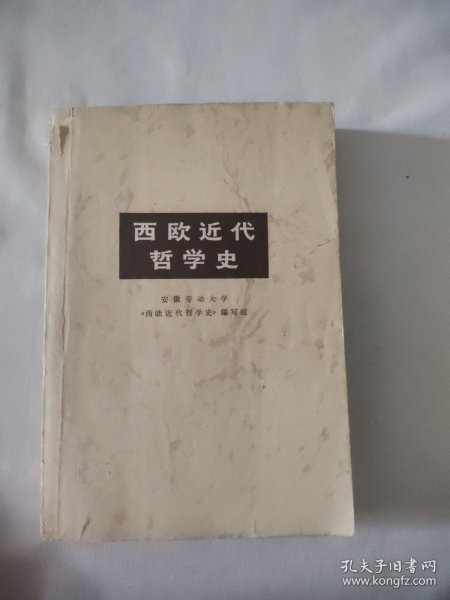 西欧近代
哲学史
安徽劳动大学
《西欧近代哲学史》编写组
孔夫子旧书网
www.kongfz.com